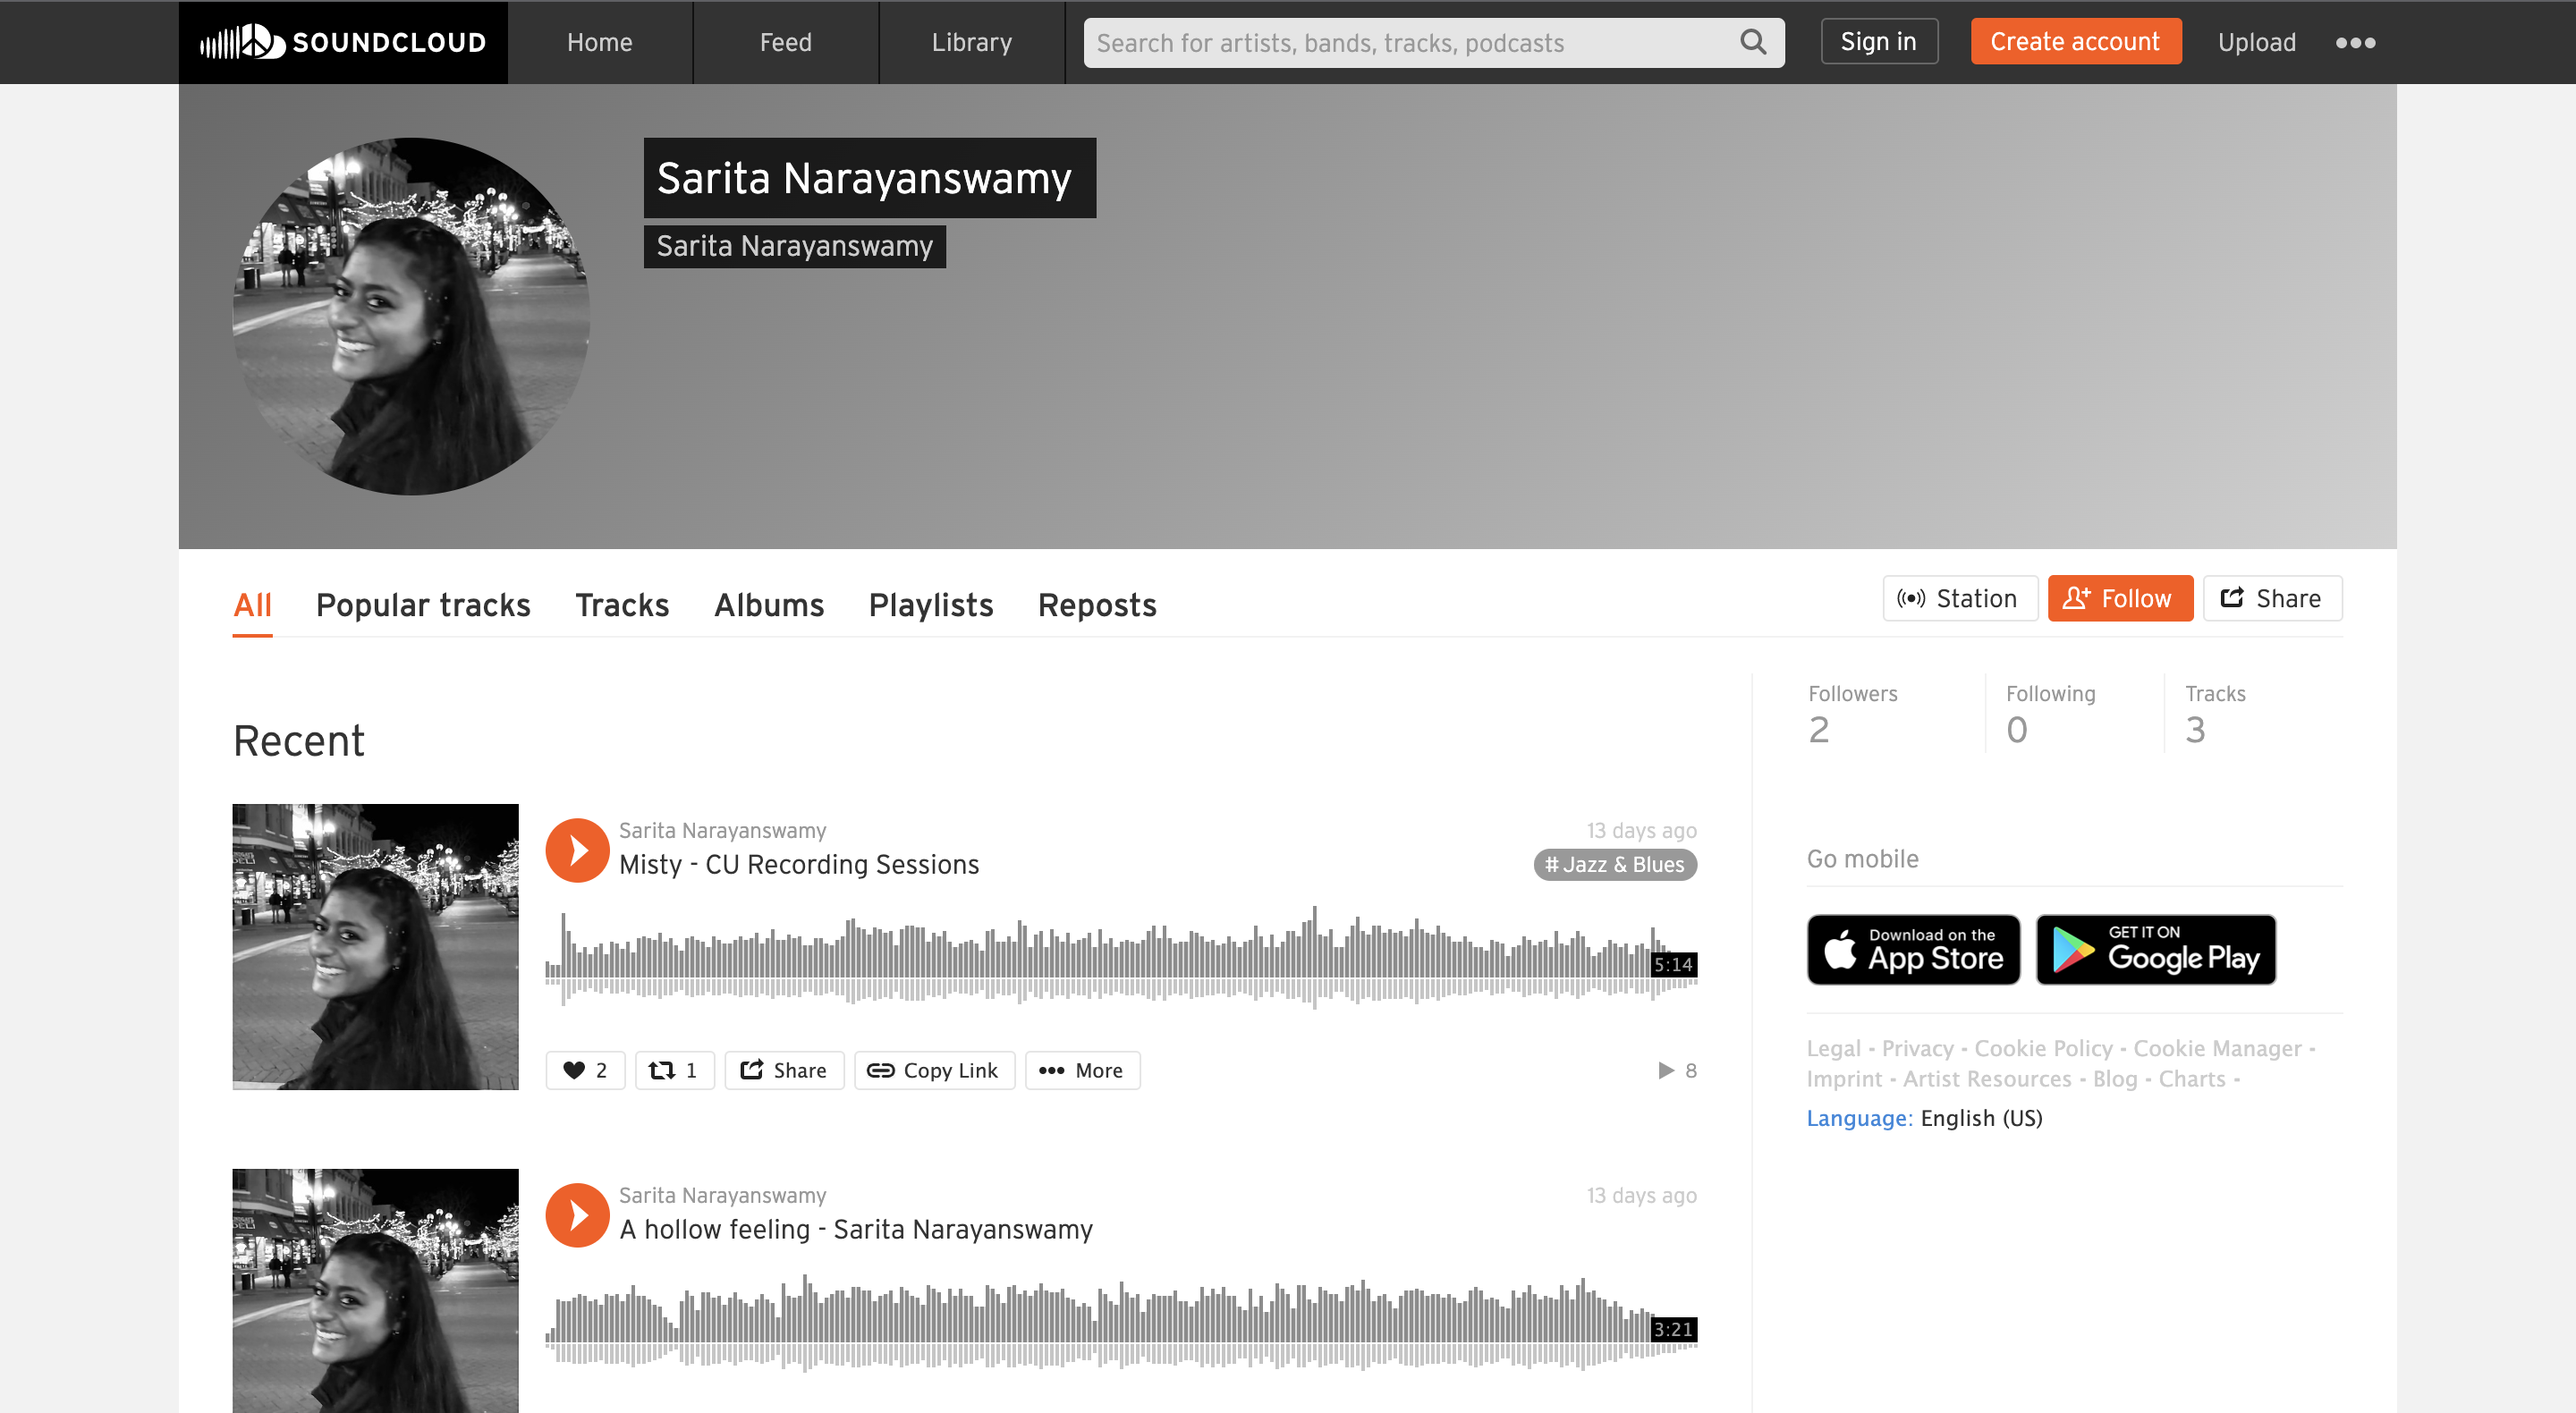 SOUNDCLOUD
Home
Feed
Library
Search for artists, bands, tracks, podcasts
Sign in
Create account
Upload
Sarita Narayanswamy
Sarita Narayanswamy
All
Popular tracks
Tracks
Albums
Playlists
Reposts
Station
Follow
Share
Followers
2
Following
0
Tracks
3
Recent
Sarita Narayanswamy
13 days ago
Misty - CU Recording Sessions
# Jazz & Blues
5:14
2
1
Share
Copy Link
More
8
Sarita Narayanswamy
13 days ago
A hollow feeling - Sarita Narayanswamy
3:21
Go mobile
Download on the
App Store
GET IT ON
Google Play
Legal - Privacy - Cookie Policy - Cookie Manager -
Imprint - Artist Resources - Blog - Charts -
Language: English (US)